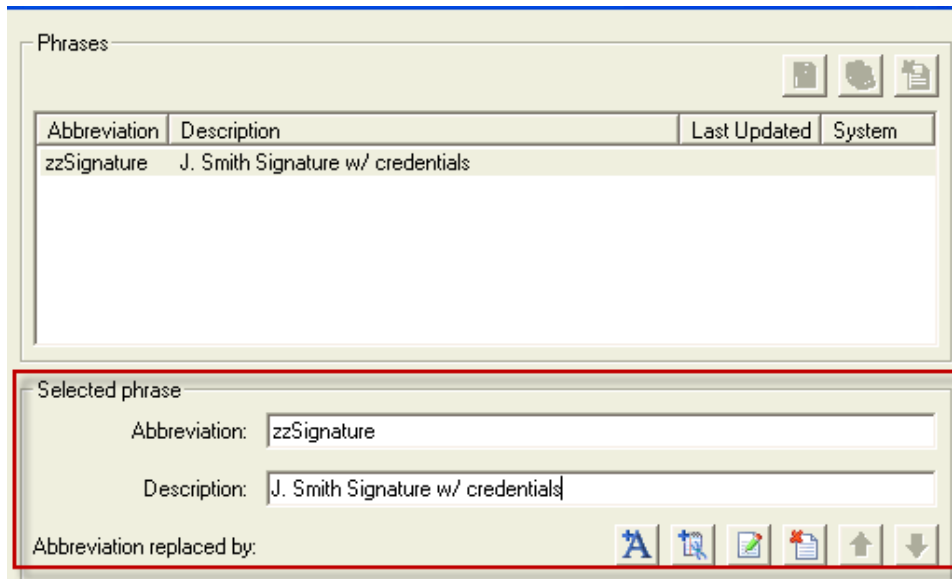 Phrases
Abbreviation Description Last Updated System
zzSignature J. Smith Signature w/ credentials
Selected phrase
Abbreviation: zzSignature
Description: J. Smith Signature w/ credentials
Abbreviation replaced by: A